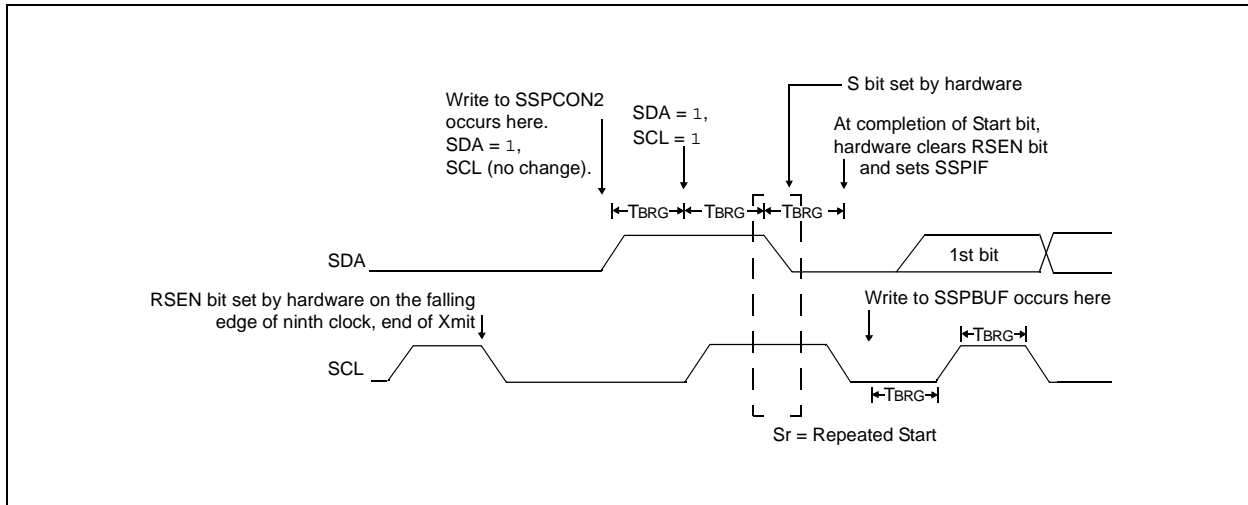 S bit set by hardware
Write to SSPCON2
occurs here.
SDA = 1,
SCL (no change).
SDA = 1,
SCL = 1
At completion of Start bit,
hardware clears RSEN bit
and sets SSPIF
TBRG
TBRG
TBRG
SDA
1st bit
RSEN bit set by hardware on the falling
edge of ninth clock, end of Xmit
Write to SSPBUF occurs here
TBRG
SCL
TBRG
Sr = Repeated Start